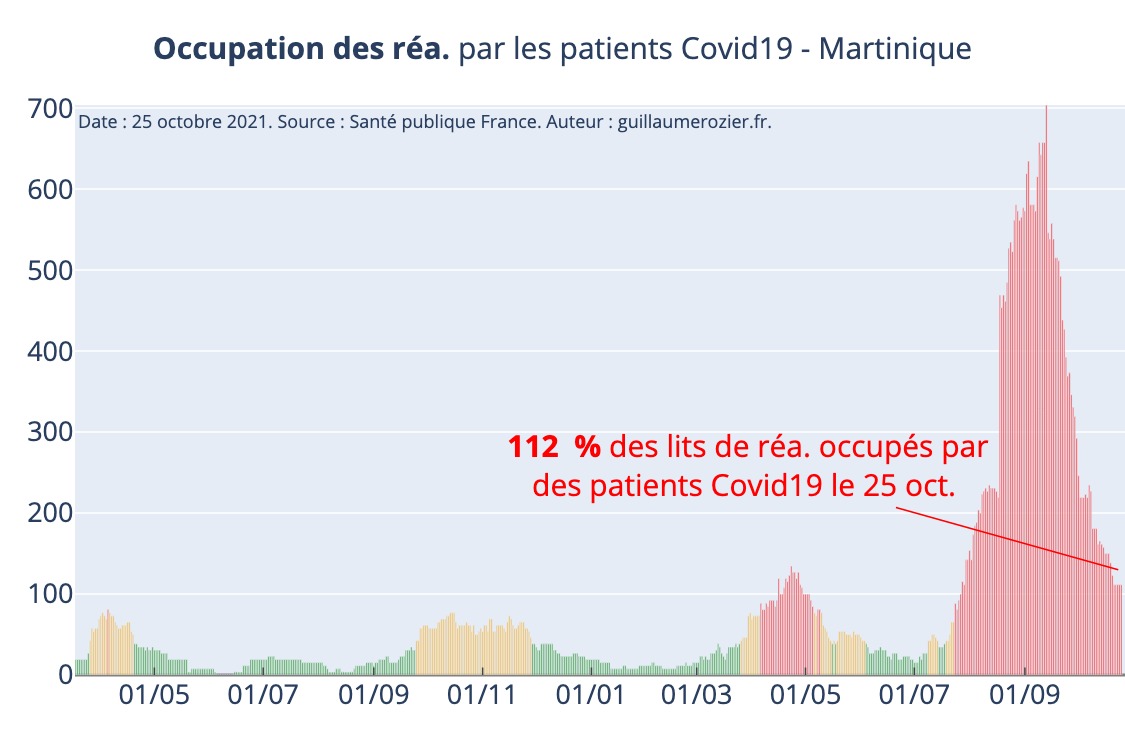 Occupation des réa. par les patients Covid19 - Martinique
700
Date : 25 octobre 2021. Source : Santé publique France. Auteur : guillaumerozier.fr.
600
500
400
300
112 % des lits de réa. occupés par
des patients Covid19 le 25 oct.
200
100
0
01/05 01/07 01/09 01/11 01/01 01/03 01/05 01/07 01/09